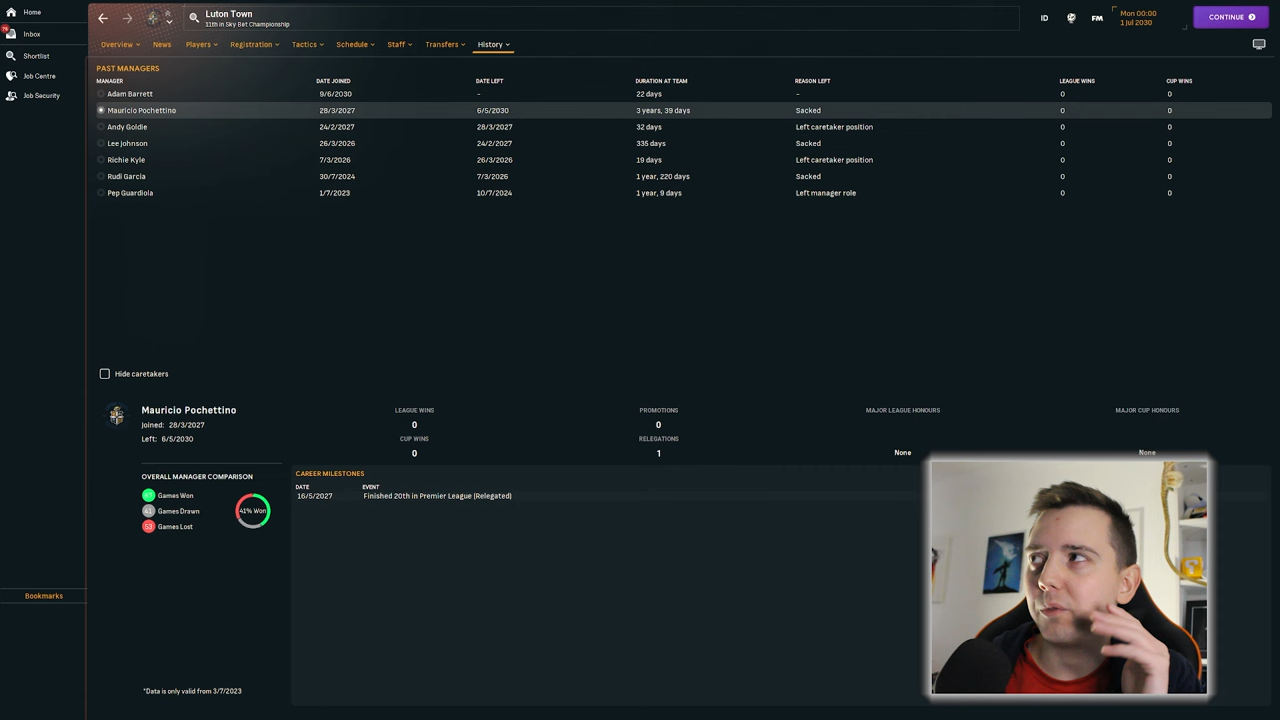 Home
Inbox
Shortlist
Job Centre
Job Security
Bookmarks
Luton Town
11th in Sky Bet Championship
ID
FM
Mon 00:00
1 Jul 2030
CONTINUE
Overview
News
Players
Registration
Tactics
Schedule
Staff
Transfers
History
PAST MANAGERS
MANAGER DATE JOINED DATE LEFT DURATION AT TEAM REASON LEFT LEAGUE WINS CUP WINS
Adam Barrett 9/6/2030 - 22 days - 0 0
Mauricio Pochettino 28/3/2027 6/5/2030 3 years, 39 days Sacked 0 0
Andy Goldie 24/2/2027 28/3/2027 32 days Left caretaker position 0 0
Lee Johnson 26/3/2026 24/2/2027 335 days Sacked 0 0
Richie Kyle 7/3/2026 26/3/2026 19 days Left caretaker position 0 0
Rudi Garcia 30/7/2024 7/3/2026 1 year, 220 days Sacked 0 0
Pep Guardiola 1/7/2023 10/7/2024 1 year, 9 days Left manager role 0 0
Hide caretakers
Mauricio Pochettino
Joined: 28/3/2027
Left: 6/5/2030
LEAGUE WINS
0
CUP WINS
0
PROMOTIONS
0
RELEGATIONS
1
MAJOR LEAGUE HONOURS
None
MAJOR CUP HONOURS
None
OVERALL MANAGER COMPARISON
Games Won
41 Games Drawn
53 Games Lost
41% Won
CAREER MILESTONES
DATE EVENT
16/5/2027 Finished 20th in Premier League (Relegated)
*Data is only valid from 3/7/2023